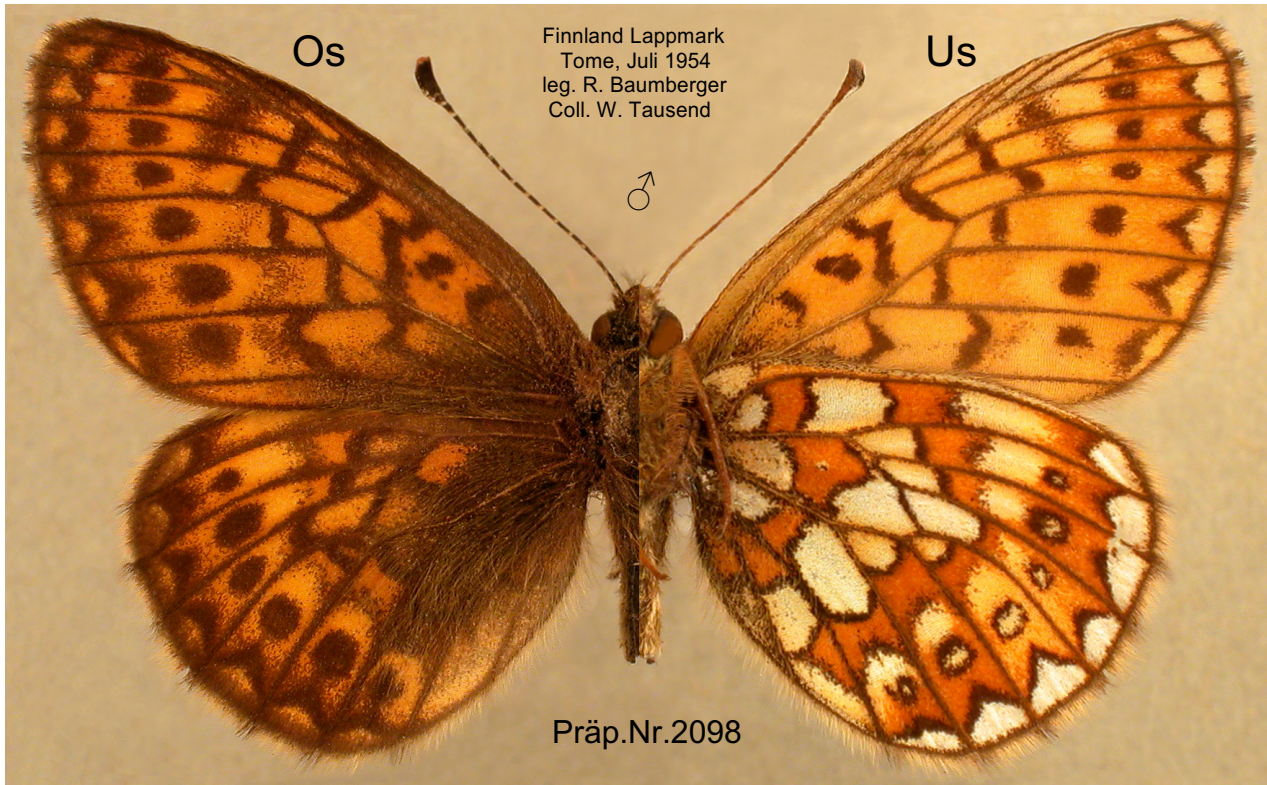 Os
Finnland Lappmark
Tome, Juli 1954
leg. R. Baumberger
Coll. W. Tausend
Us
♂
Präp.Nr.2098